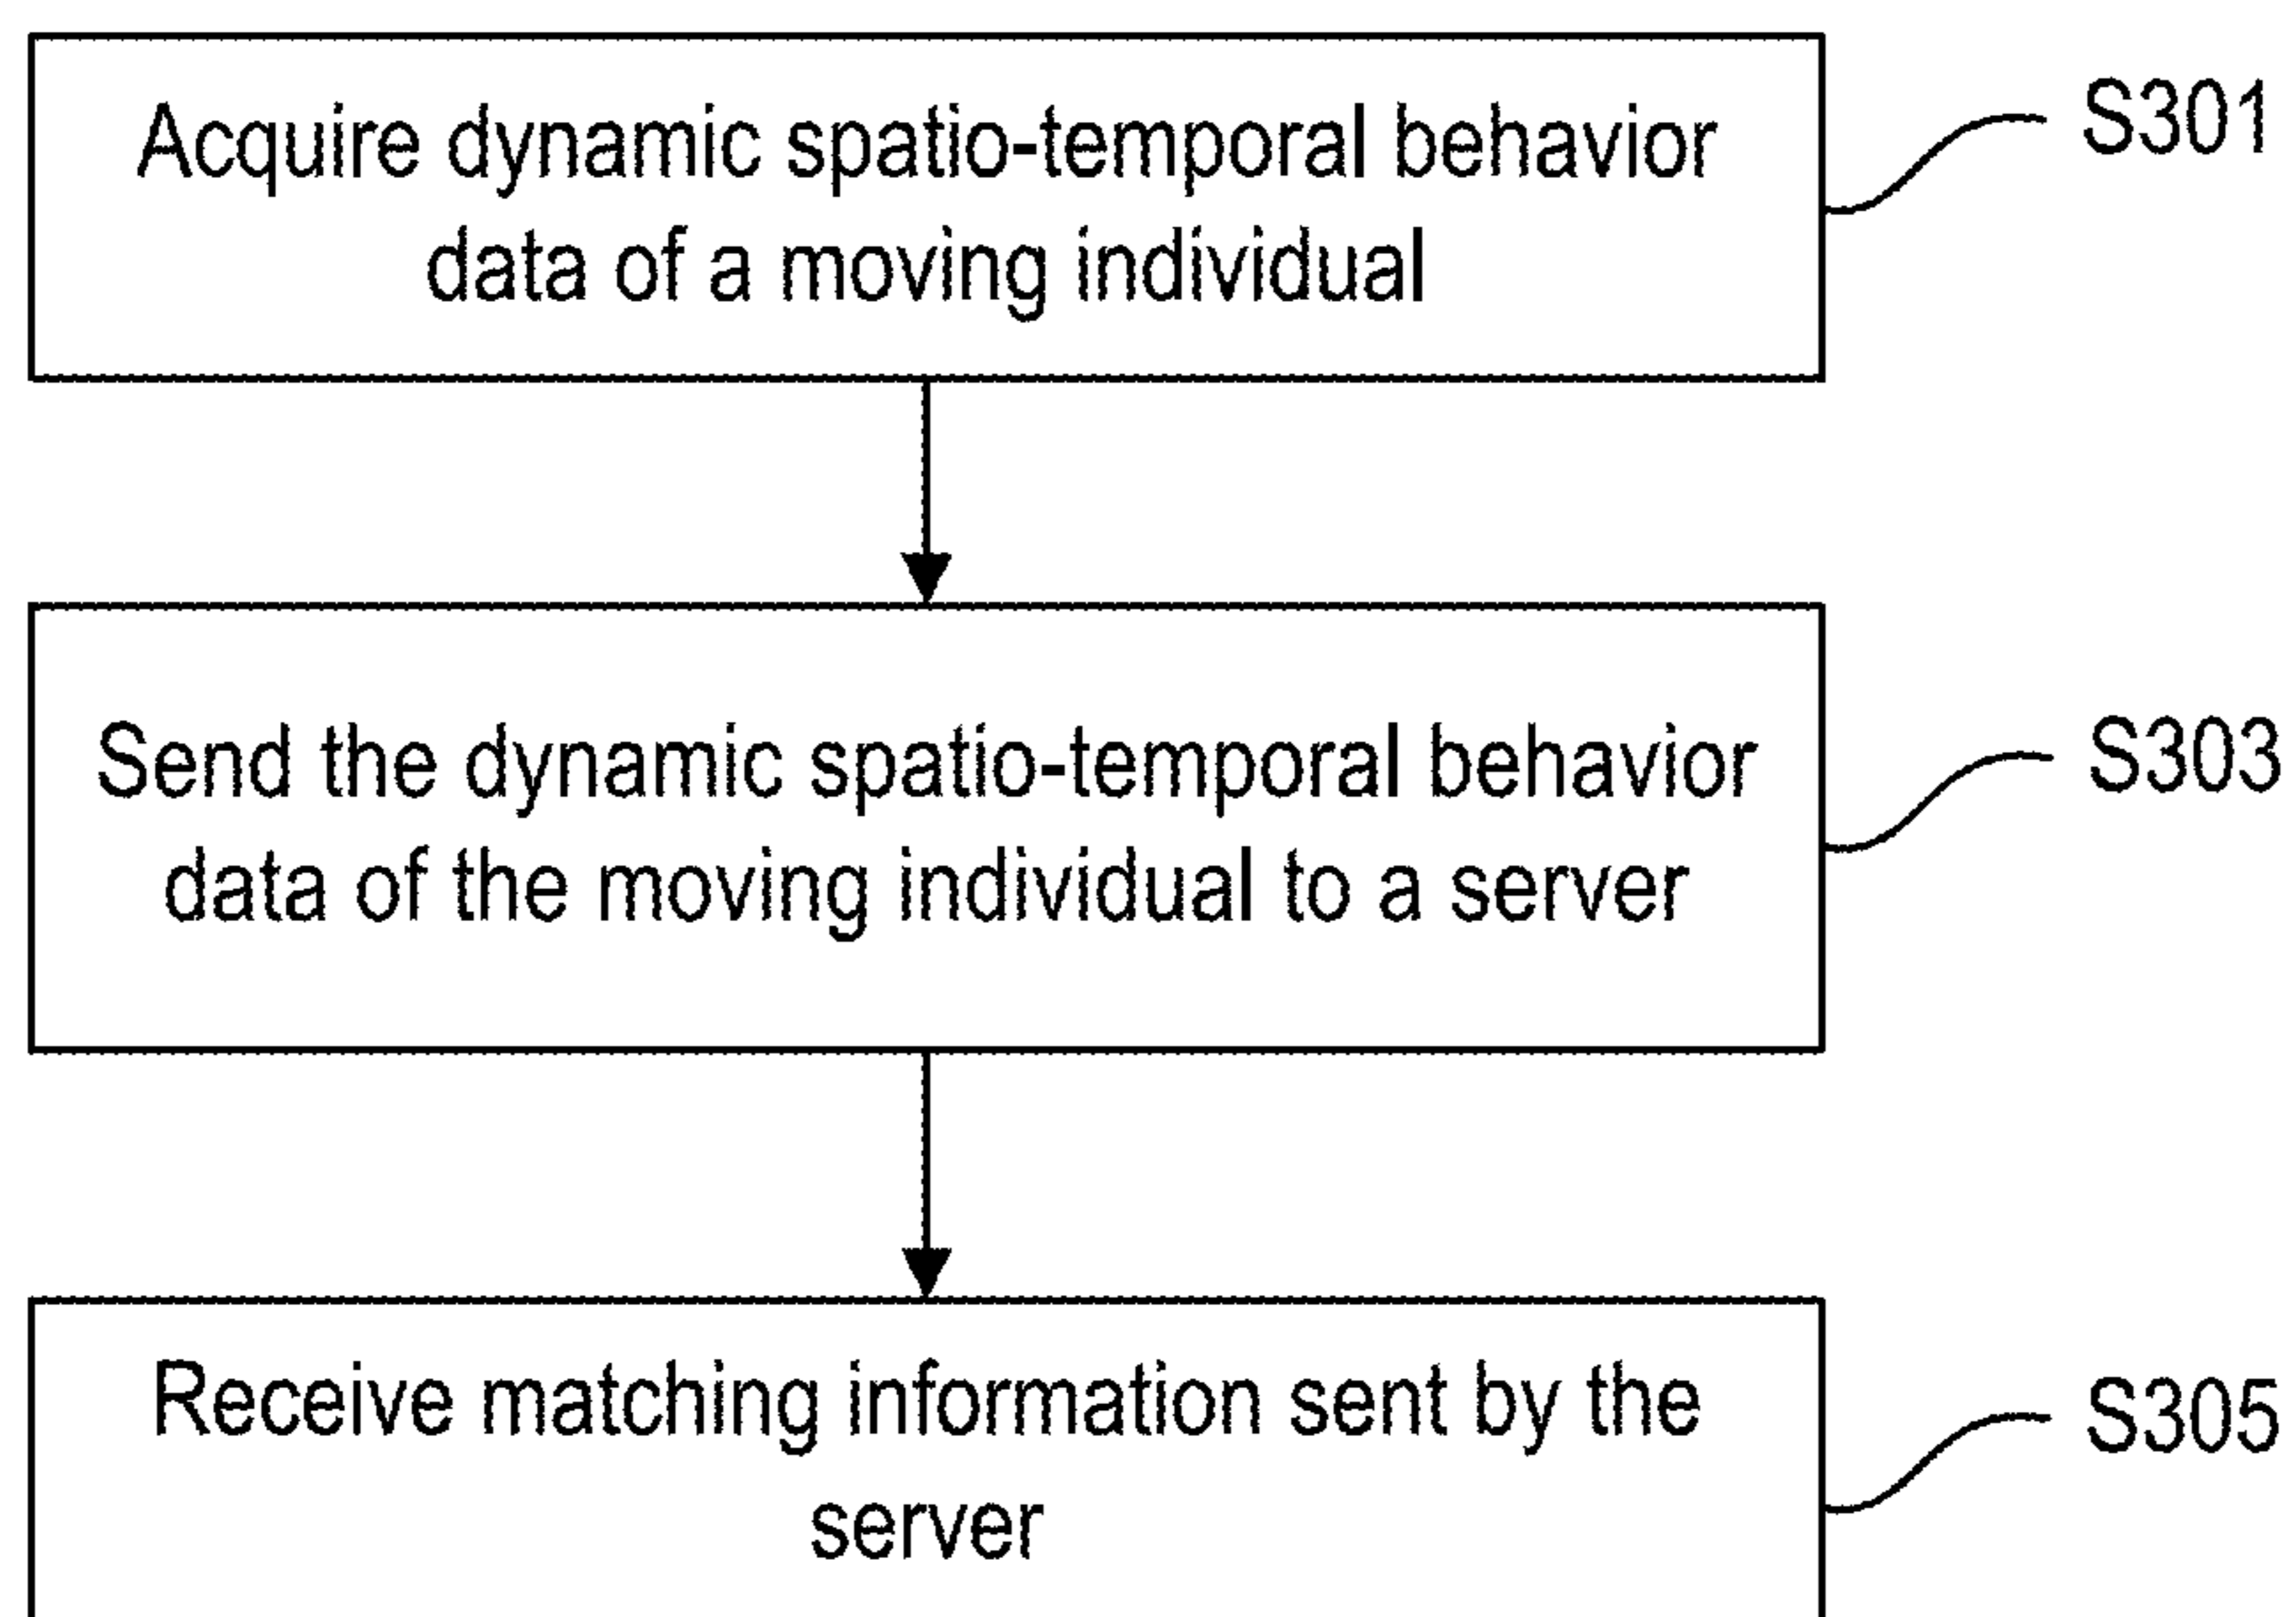 Acquire dynamic spatio-temporal behavior
data of a moving individual
S301
Send the dynamic spatio-temporal behavior
data of the moving individual to a server
S303
Receive matching information sent by the
server
S305